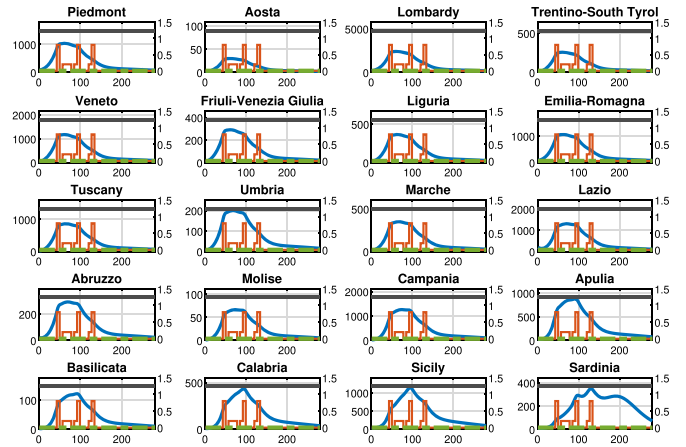 Piedmont Aosta Lombardy Trentino-South Tyrol
1000 0 1.5 1 0.5 0 0 100 200
100 50 0 1.5 1 0.5 0 0 100 200
5000 0 1.5 1 0.5 0 0 100 200
500 0 1.5 1 0.5 0 0 100 200
Veneto Friuli-Venezia Giulia Liguria Emilia-Romagna
2000 1000 0 1.5 1 0.5 0 0 100 200
400 200 0 1.5 1 0.5 0 0 100 200
500 0 1.5 1 0.5 0 0 100 200
1000 0 1.5 1 0.5 0 0 100 200
Tuscany Umbria Marche Lazio
1000 0 1.5 1 0.5 0 0 100 200
200 100 0 1.5 1 0.5 0 0 100 200
500 0 1.5 1 0.5 0 0 100 200
2000 1000 0 1.5 1 0.5 0 0 100 200
Abruzzo Molise Campania Apulia
200 0 1.5 1 0.5 0 0 100 200
100 50 0 1.5 1 0.5 0 0 100 200
2000 1000 0 1.5 1 0.5 0 0 100 200
1000 500 0 1.5 1 0.5 0 0 100 200
Basilicata Calabria Sicily Sardinia
100 0 1.5 1 0.5 0 0 100 200
500 0 1.5 1 0.5 0 0 100 200
1000 500 0 1.5 1 0.5 0 0 100 200
400 200 0 1.5 1 0.5 0 0 100 200